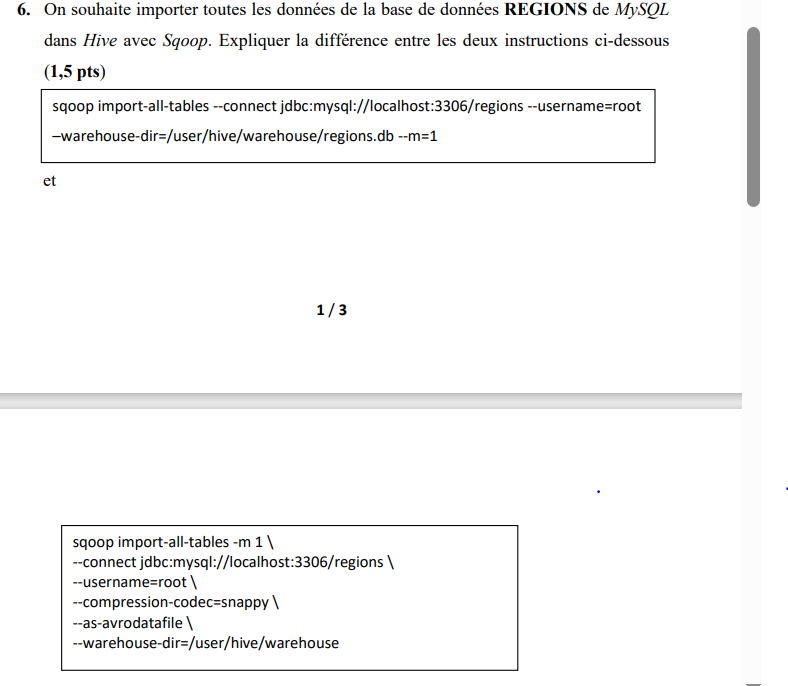 6. On souhaite importer toutes les données de la base de données REGIONS de MySQL
dans Hive avec Sqoop. Expliquer la différence entre les deux instructions ci-dessous
(1,5 pts)
sqoop import-all-tables --connect jdbc:mysql://localhost:3306/regions --username=root
–warehouse-dir=/user/hive/warehouse/regions.db --m=1
et
1 / 3
sqoop import-all-tables -m 1 \
--connect jdbc:mysql://localhost:3306/regions \
--username=root \
--compression-codec=snappy \
--as-avrodatafile \
--warehouse-dir=/user/hive/warehouse